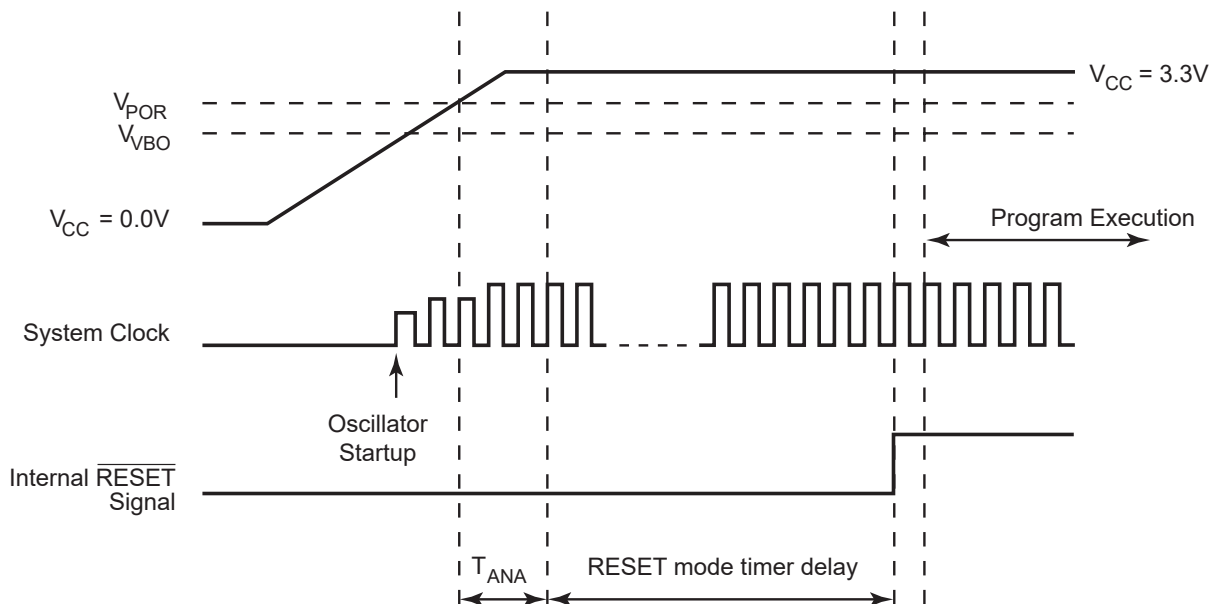 V_CC = 3.3V
V_POR
V_VBO
V_CC = 0.0V
Program Execution
System Clock
Oscillator
Startup
Internal RESET
Signal
T_ANA
RESET mode timer delay